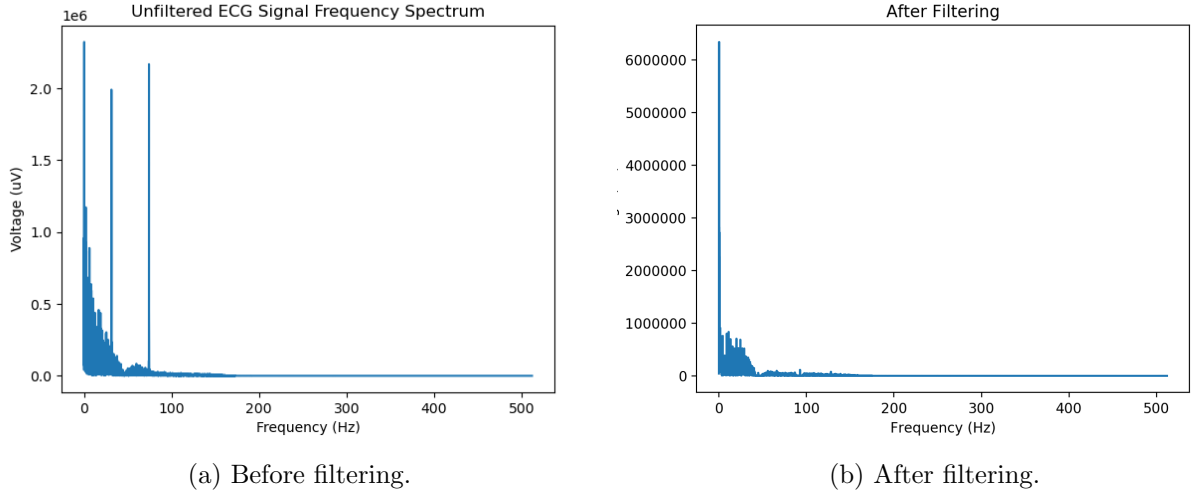 Unfiltered ECG Signal Frequency Spectrum
1e6
2.0
1.5
1.0
0.5
0.0
Voltage (uV)
0 100 200 300 400 500
Frequency (Hz)
(a) Before filtering.
After Filtering
6000000
5000000
4000000
3000000
2000000
1000000
0
0 100 200 300 400 500
Frequency (Hz)
(b) After filtering.